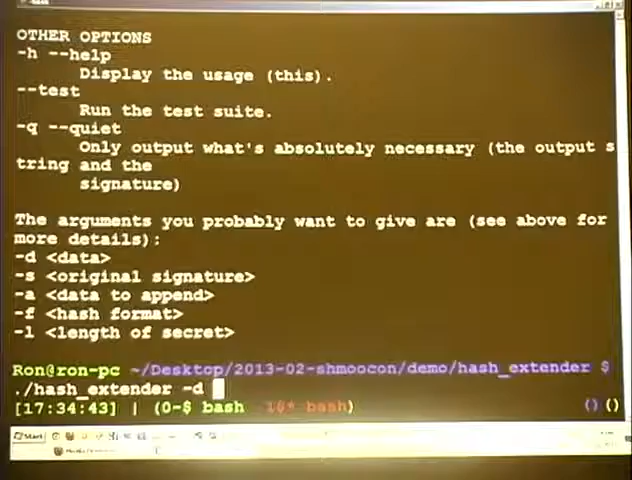 OTHER OPTIONS
-h --help
Display the usage (this).
--test
Run the test suite.
-q --quiet
Only output what's absolutely necessary (the output s
tring and the
signature)
The arguments you probably want to give are (see above for
more details):
-d <data>
-s <original signature>
-a <data to append>
-f <hash format>
-l <length of secret>
Ron@ron-pc ~/Desktop/2013-02-shmoocon/demo/hash_extender $
./hash_extender -d
[17:34:43] | (0-$ bash 1$* bash) () ()
Start